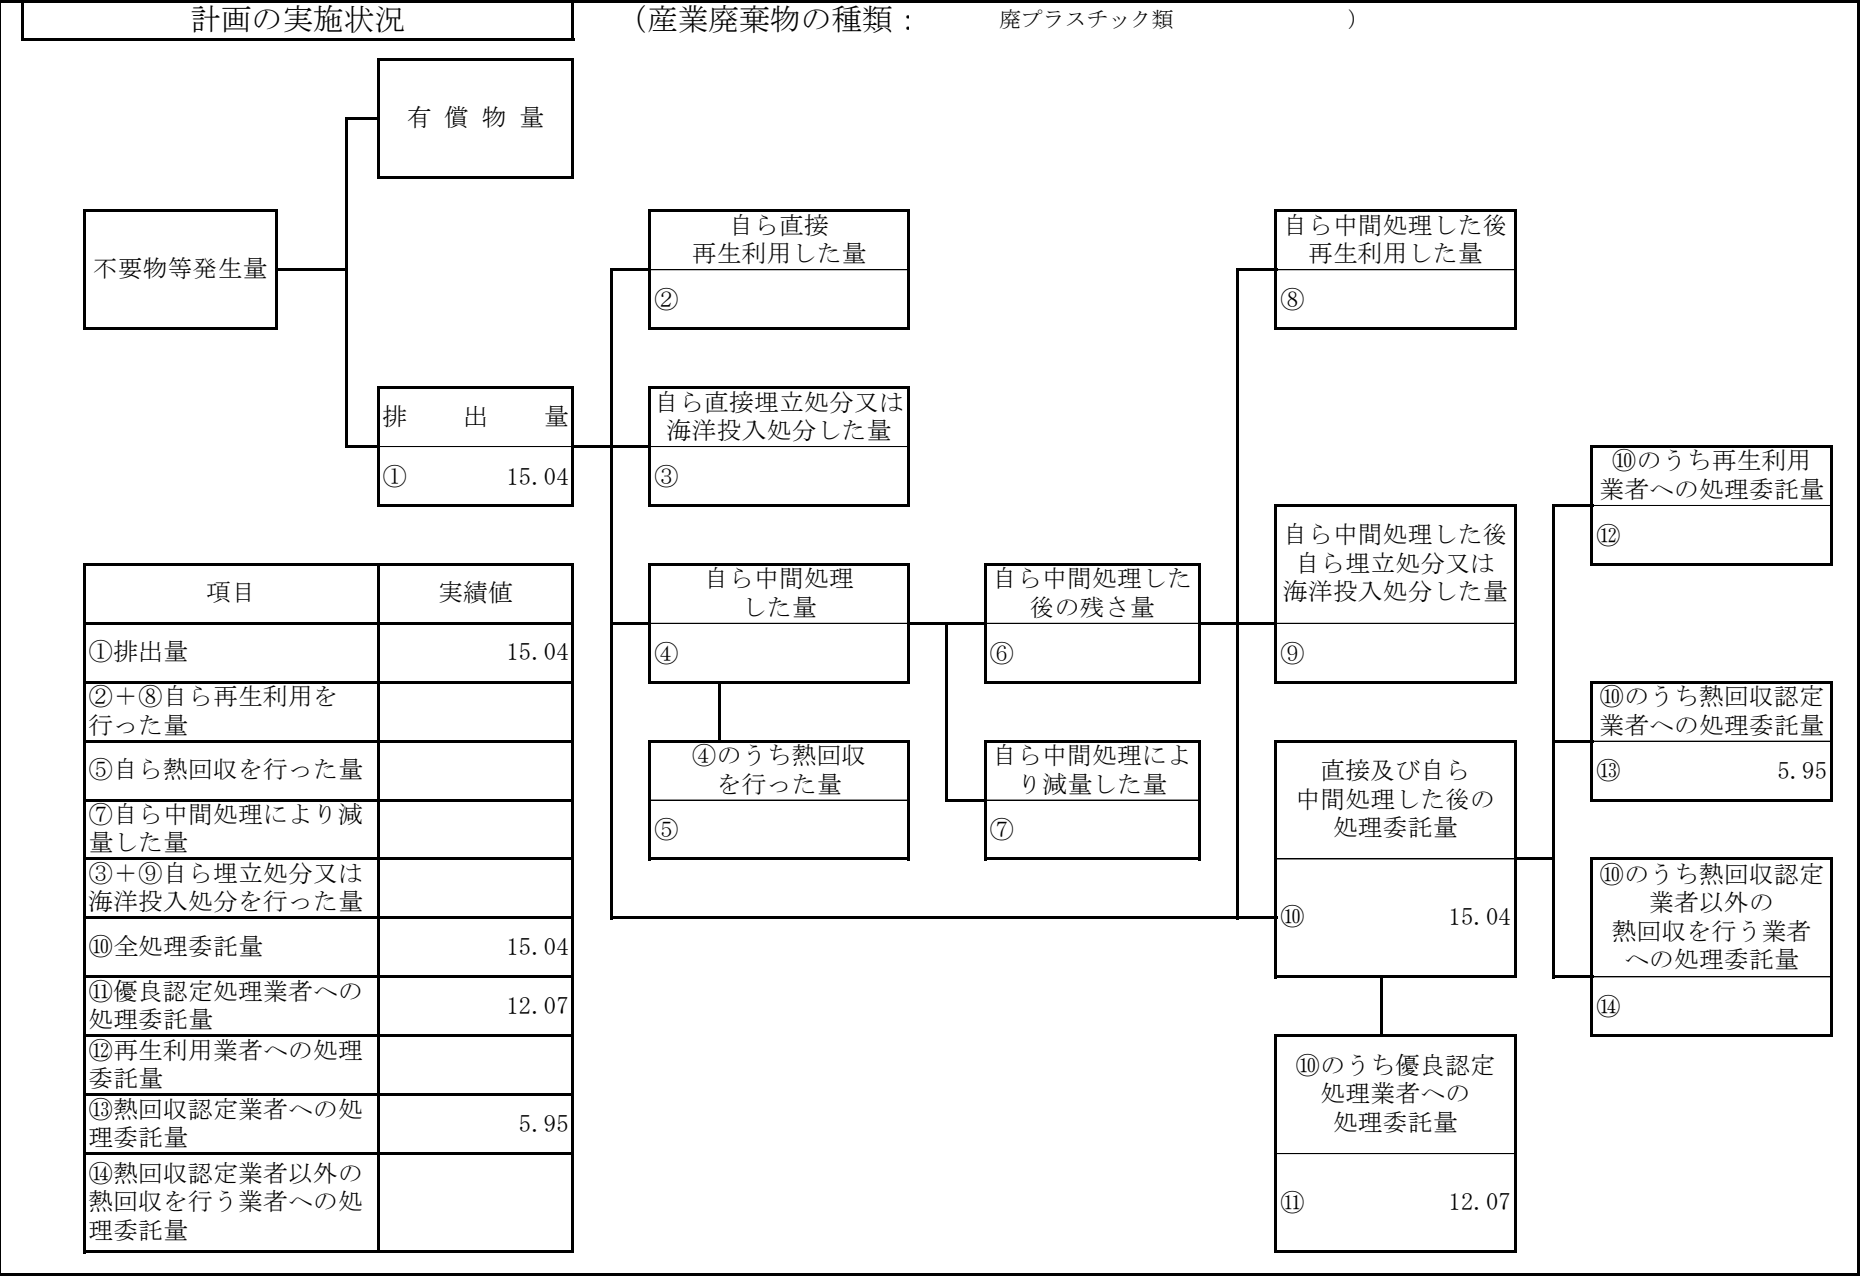 計画の実施状況
（産業廃棄物の種類： 廃プラスチック類 ）
有償物量
不要物等発生量
排出量
① 15.04
自ら直接
再生利用した量
②
自ら直接埋立処分又は
海洋投入処分した量
③
自ら中間処理
した量
④
④のうち熱回収
を行った量
⑤
自ら中間処理した
後の残さ量
⑥
自ら中間処理によ
り減量した量
⑦
自ら中間処理した後
再生利用した量
⑧
自ら中間処理した後
自ら埋立処分又は
海洋投入処分した量
⑨
直接及び自ら
中間処理した後の
処理委託量
⑩ 15.04
⑩のうち優良認定
処理業者への
処理委託量
⑪ 12.07
⑩のうち再生利用
業者への処理委託量
⑫
⑩のうち熱回収認定
業者への処理委託量
⑬ 5.95
⑩のうち熱回収認定
業者以外の
熱回収を行う業者
への処理委託量
⑭
項目 実績値
①排出量 15.04
②＋⑧自ら再生利用を
行った量
⑤自ら熱回収を行った量
⑦自ら中間処理により減
量した量
③＋⑨自ら埋立処分又は
海洋投入処分を行った量
⑩全処理委託量 15.04
⑪優良認定処理業者への
処理委託量 12.07
⑫再生利用業者への処理
委託量
⑬熱回収認定業者への処
理委託量 5.95
⑭熱回収認定業者以外の
熱回収を行う業者への処
理委託量